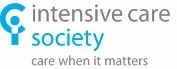 intensive care
society
care when it matters